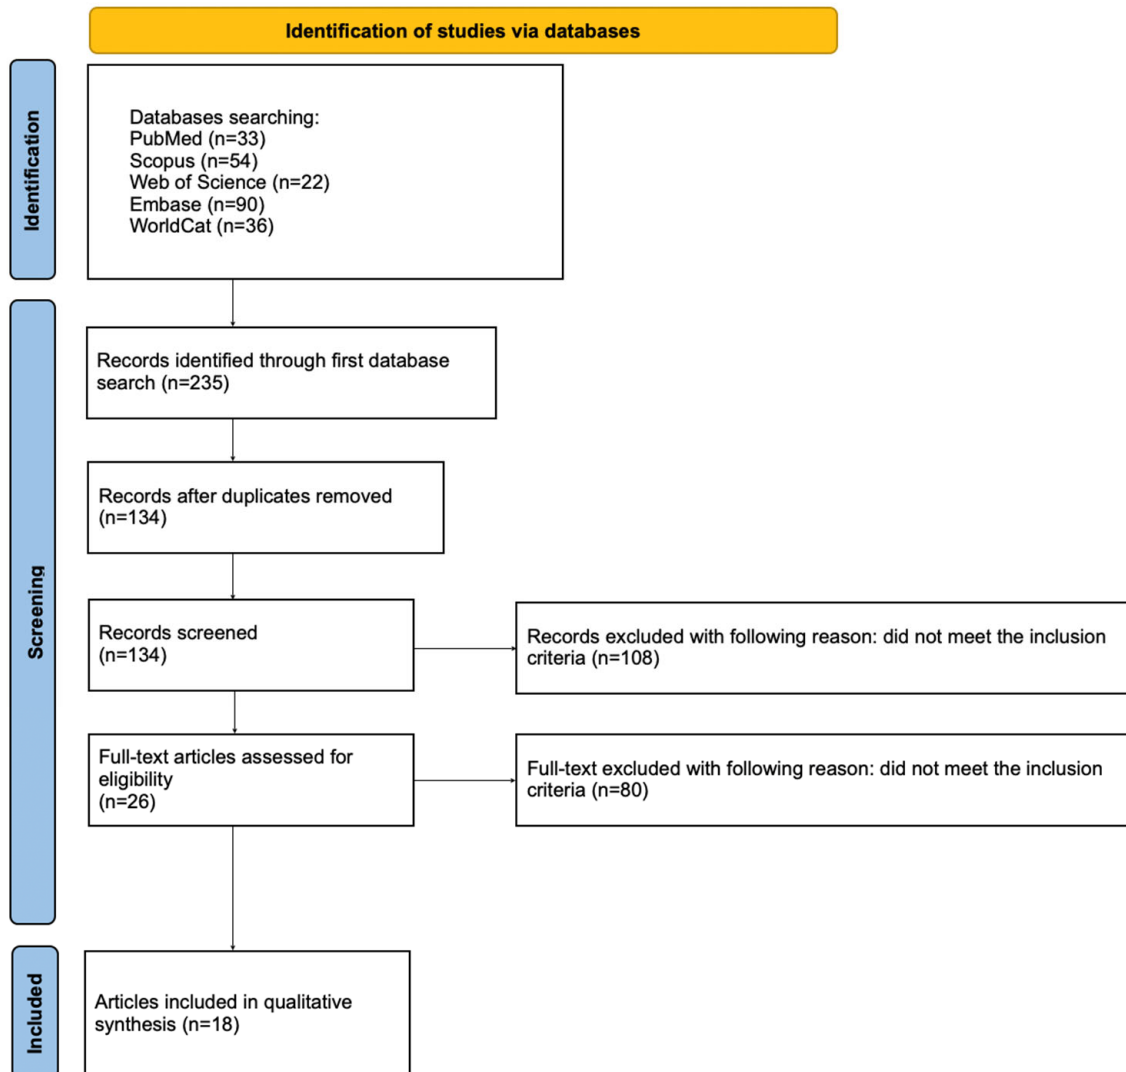 Identification of studies via databases
Identification
Databases searching:
PubMed (n=33)
Scopus (n=54)
Web of Science (n=22)
Embase (n=90)
WorldCat (n=36)
Screening
Records identified through first database
search (n=235)
Records after duplicates removed
(n=134)
Records screened
(n=134)
Records excluded with following reason: did not meet the inclusion
criteria (n=108)
Full-text articles assessed for
eligibility
(n=26)
Full-text excluded with following reason: did not meet the inclusion
criteria (n=80)
Included
Articles included in qualitative
synthesis (n=18)